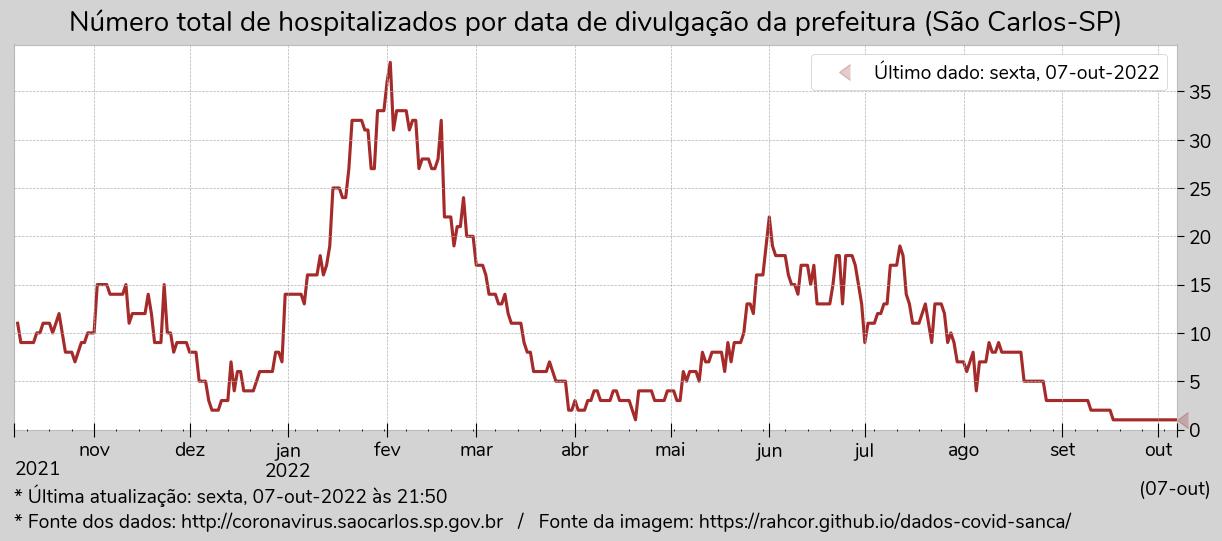 Número total de hospitalizados por data de divulgação da prefeitura (São Carlos-SP)
Último dado: sexta, 07-out-2022
35
30
25
20
15
10
5
0
nov dez jan fev mar abr mai jun jul ago set out
2021 2022
(07-out)
* Última atualização: sexta, 07-out-2022 às 21:50
* Fonte dos dados: http://coronavirus.saocarlos.sp.gov.br / Fonte da imagem: https://rahcor.github.io/dados-covid-sanca/